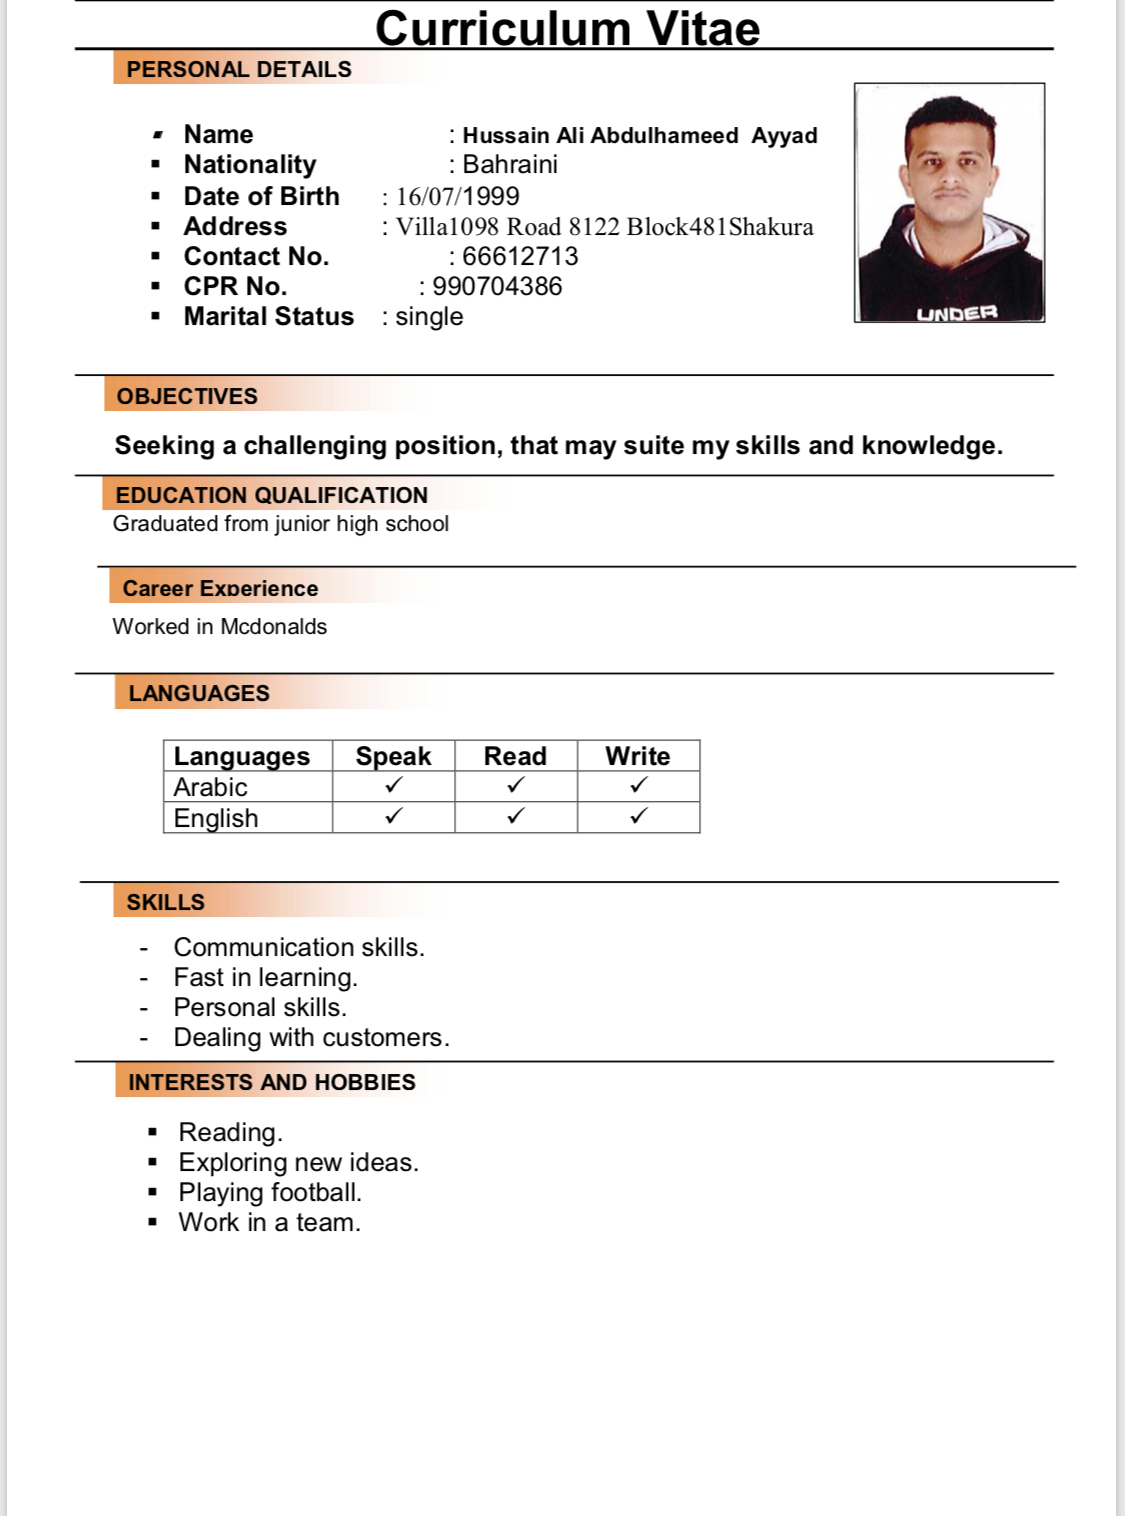 Curriculum Vitae
PERSONAL DETAILS
▪ Name : Hussain Ali Abdulhameed Ayyad
▪ Nationality : Bahraini
▪ Date of Birth : 16/07/1999
▪ Address : Villa1098 Road 8122 Block481Shakura
▪ Contact No. : 66612713
▪ CPR No. : 990704386
▪ Marital Status : single
UNDER
OBJECTIVES
Seeking a challenging position, that may suite my skills and knowledge.
EDUCATION QUALIFICATION
Graduated from junior high school
Career Experience
Worked in Mcdonalds
LANGUAGES
Languages Speak Read Write
Arabic ✓ ✓ ✓
English ✓ ✓ ✓
SKILLS
- Communication skills.
- Fast in learning.
- Personal skills.
- Dealing with customers.
INTERESTS AND HOBBIES
▪ Reading.
▪ Exploring new ideas.
▪ Playing football.
▪ Work in a team.